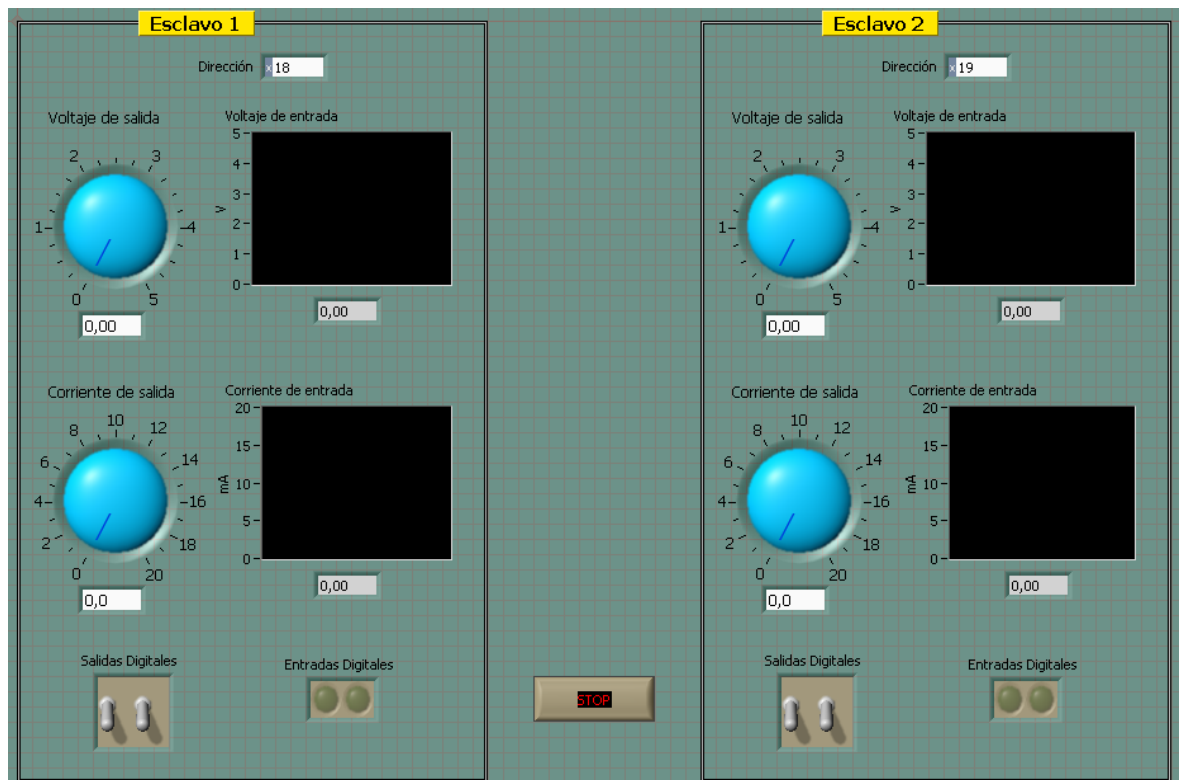 Esclavo 1
Dirección x 18
Voltaje de salida
2 3
1 4
0 5
0,00
Voltaje de entrada
5
4
3
2
1
0
V
0,00
Corriente de salida
10
8 12
6 14
4 16
2 18
0 20
0,0
Corriente de entrada
20
15
10
5
0
mA
0,00
Salidas Digitales
Entradas Digitales
STOP
Esclavo 2
Dirección x 19
Voltaje de salida
2 3
1 4
0 5
0,00
Voltaje de entrada
5
4
3
2
1
0
V
0,00
Corriente de salida
10
8 12
6 14
4 16
2 18
0 20
0,0
Corriente de entrada
20
15
10
5
0
mA
0,00
Salidas Digitales
Entradas Digitales